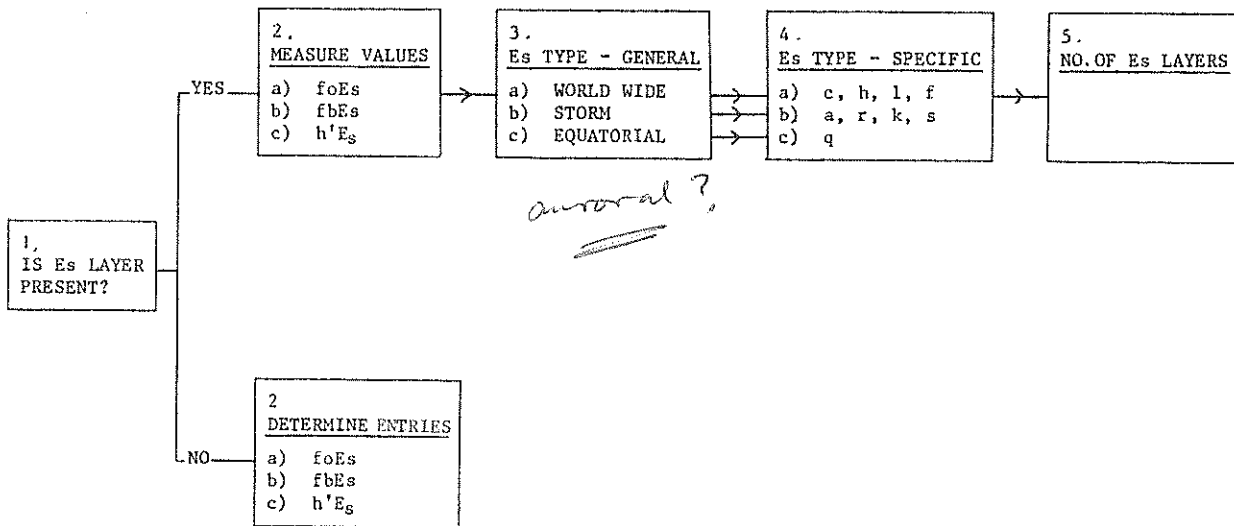 1,
IS Es LAYER
PRESENT?
YES
2.
MEASURE VALUES
a) foEs
b) fbEs
c) h'Es
3.
Es TYPE - GENERAL
a) WORLD WIDE
b) STORM
c) EQUATORIAL
auroral?
4.
Es TYPE - SPECIFIC
a) c, h, l, f
b) a, r, k, s
c) q
5.
NO.OF Es LAYERS
NO
2
DETERMINE ENTRIES
a) foEs
b) fbEs
c) h'Es